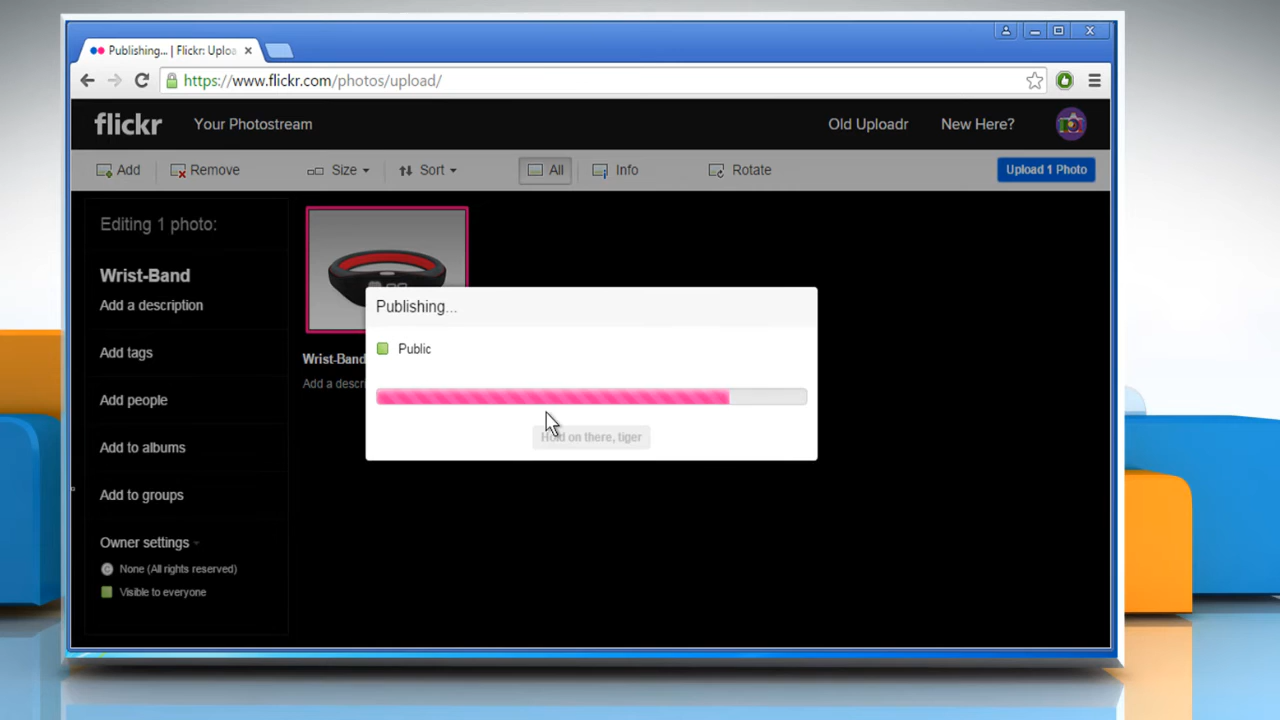 Publishing... | Flickr: Uploa
https://www.flickr.com/photos/upload/
flickr Your Photostream Old Uploadr New Here?
Add Remove Size Sort All Info Rotate Upload 1 Photo
Editing 1 photo:
Wrist-Band
Add a description
Add tags
Add people
Add to albums
Add to groups
Owner settings
None (All rights reserved)
Visible to everyone
Wrist-Band
Add a descr
Publishing...
Public
Hold on there, tiger